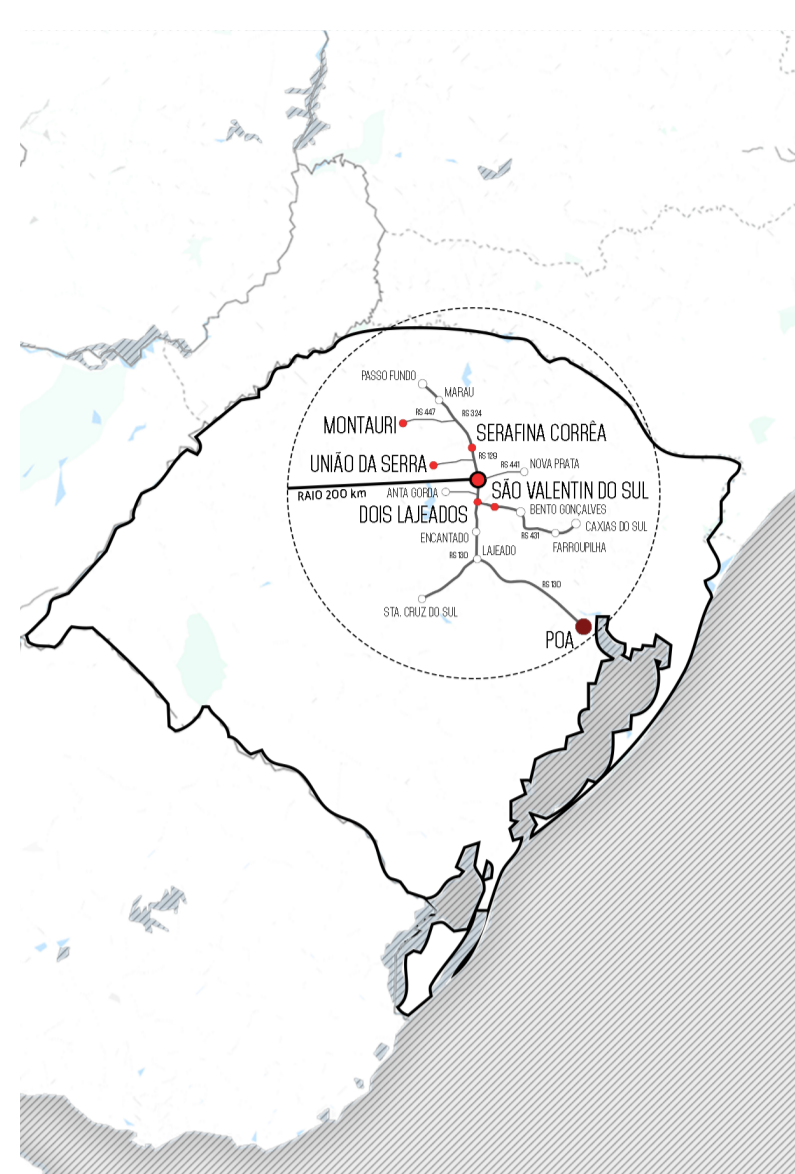 PASSO FUNDO
MARAU
RS 447
RS 324
MONTAURI
SERAFINA CORRÊA
RS 129
UNIÃO DA SERRA
RS 441
NOVA PRATA
RAIO 200 km
ANTA GORDA
SÃO VALENTIN DO SUL
DOIS LAJEADOS
BENTO GONÇALVES
CAXIAS DO SUL
ENCANTADO
RS 431
FARROUPILHA
RS 130
LAJEADO
RS 130
STA. CRUZ DO SUL
POA